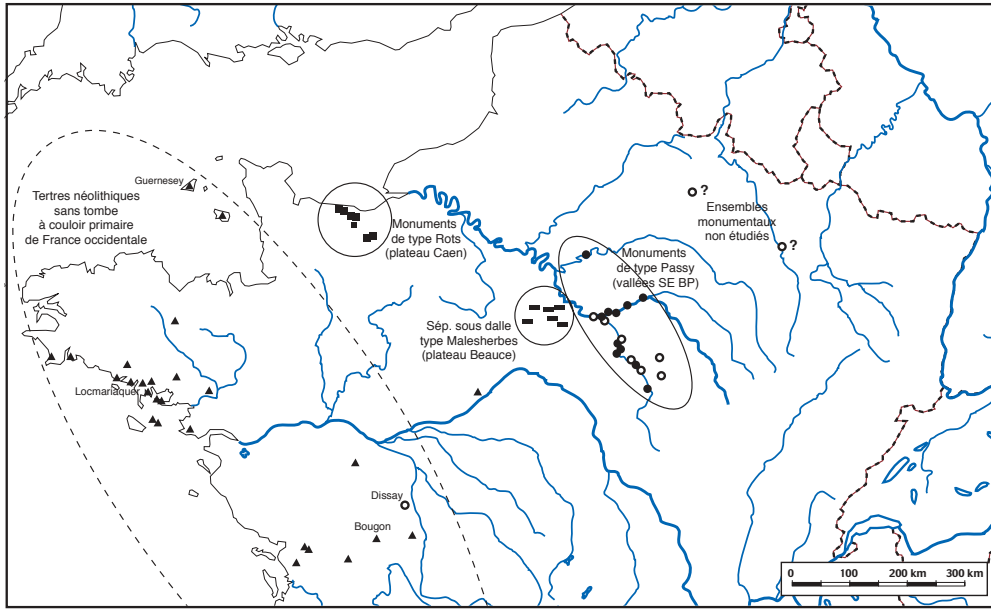 Guernesey
Tertres néolithiques
sans tombe
à couloir primaire
de France occidentale
Monuments
de type Rots
(plateau Caen)
?
Ensembles
monumentaux
non étudiés
?
Monuments
de type Passy
(vallées SE BP)
Sép. sous dalle
type Malesherbes
(plateau Beauce)
Locmariaquer
Dissay
Bougon
0 100 200 km 300 km